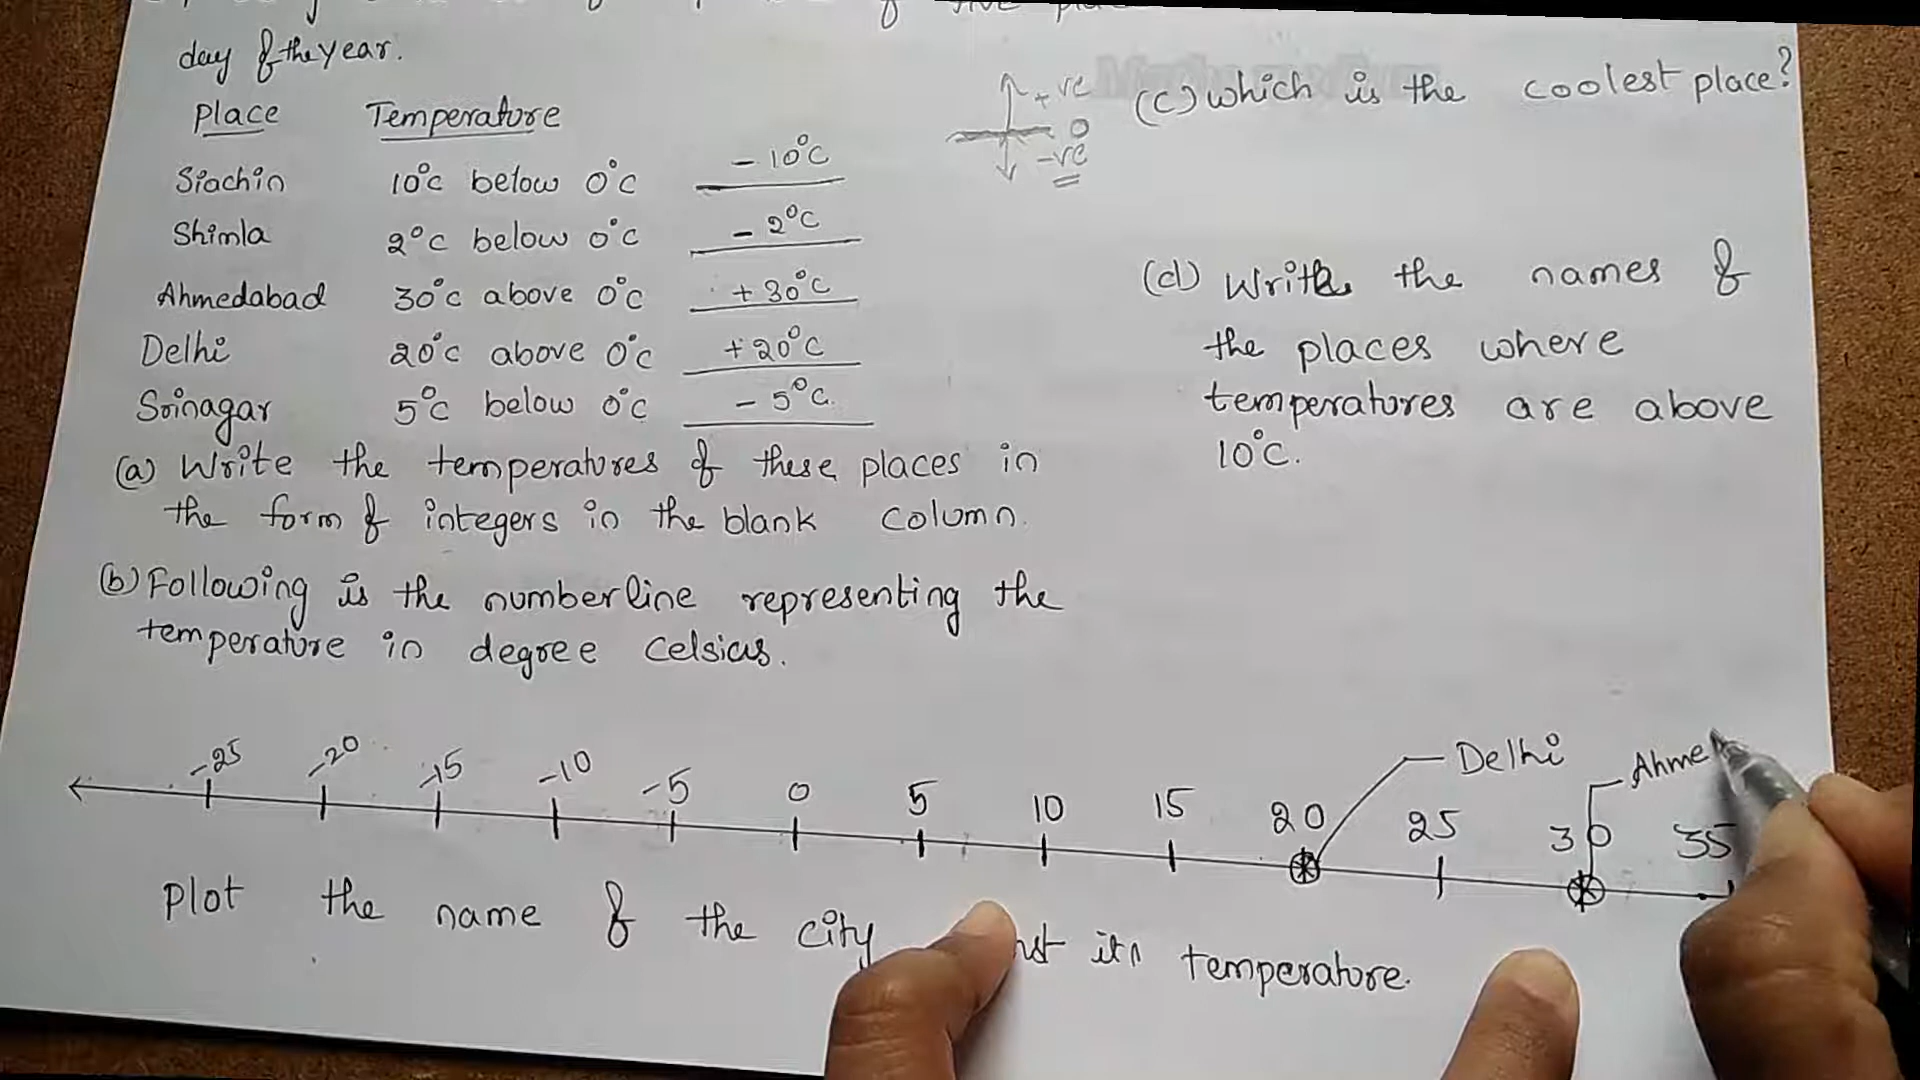 day of the year.
Place Temperature
Siachin 10°c below 0°c - 10°c
Shimla 2°c below 0°c - 2°c
Ahmedabad 30°c above 0°c + 30°c
Delhi 20°c above 0°c + 20°c
Srinagar 5°c below 0°c - 5°c.
(a) Write the temperatures of these places in
the form of integers in the blank column.
(b) Following is the numberline representing the
temperature in degree Celsius.
-25 -20 -15 -10 -5 0 5 10 15 20 25 30 35
Delhi
Ahme
Plot the name of the city its temperature.
+ve
0
-ve
(c) which is the coolest place?
(d) Write the names of
the places where
temperatures are above
10°C.